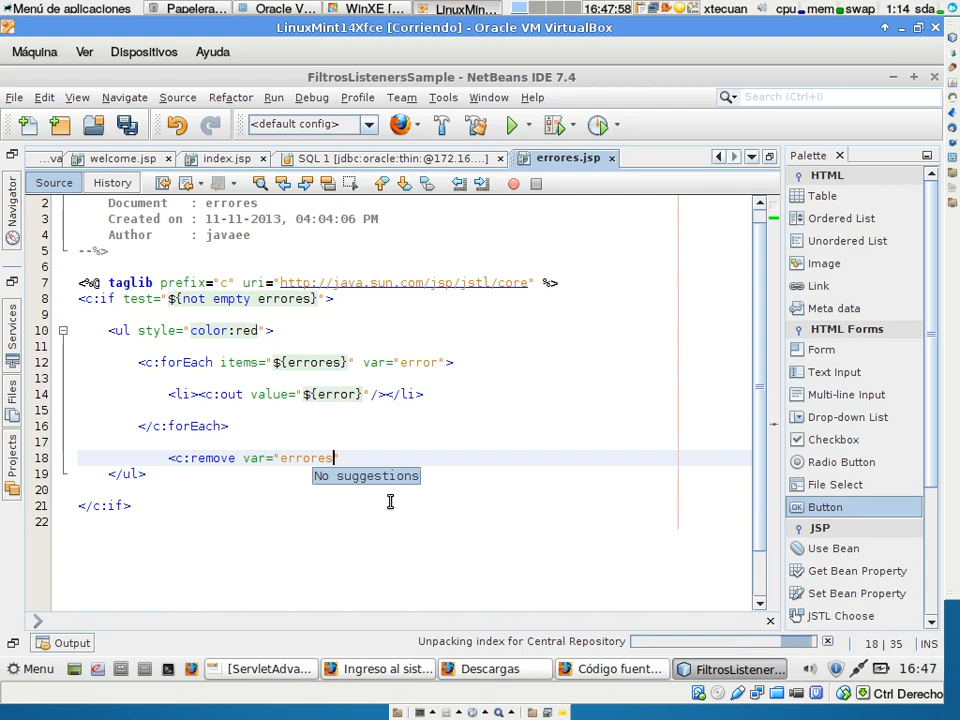 Menú de aplicaciones
Papelera...
Oracle V...
WinXE [...
LinuxMin...
16:47:58
xtecuan
cpu mem swap 1:14 sda
LinuxMint14Xfce [Corriendo] - Oracle VM VirtualBox
Máquina Ver Dispositivos Ayuda
FiltrosListenersSample - NetBeans IDE 7.4
File Edit View Navigate Source Refactor Run Debug Profile Team Tools Window Help
Search (Ctrl+I)
<default config>
...va welcome.jsp index.jsp SQL 1 [jdbc:oracle:thin:@172.16.... errores.jsp
Palette
Source History
Navigator
Services
Files
Projects
2 Document : errores
3 Created on : 11-11-2013, 04:04:06 PM
4 Author : javaee
5 --%>
6
7 <%@ taglib prefix="c" uri="http://java.sun.com/jsp/jstl/core" %>
8 <c:if test="${not empty errores}">
9
10 <ul style="color:red">
11
12 <c:forEach items="${errores}" var="error">
13
14 <li><c:out value="${error}"/></li>
15
16 </c:forEach>
17
18 <c:remove var="errores"
No suggestions
19 </ul>
20
21 </c:if>
22
HTML
Table
Ordered List
Unordered List
Image
Link
Meta data
HTML Forms
Form
Text Input
Multi-line Input
Drop-down List
Checkbox
Radio Button
File Select
Button
JSP
Use Bean
Get Bean Property
Set Bean Property
JSTL Choose
Output
Unpacking index for Central Repository
18 | 35 INS
Menu
[ServletAdva...
Ingreso al sist...
Descargas
Código fuent...
FiltrosListener...
16:47
Ctrl Derecho